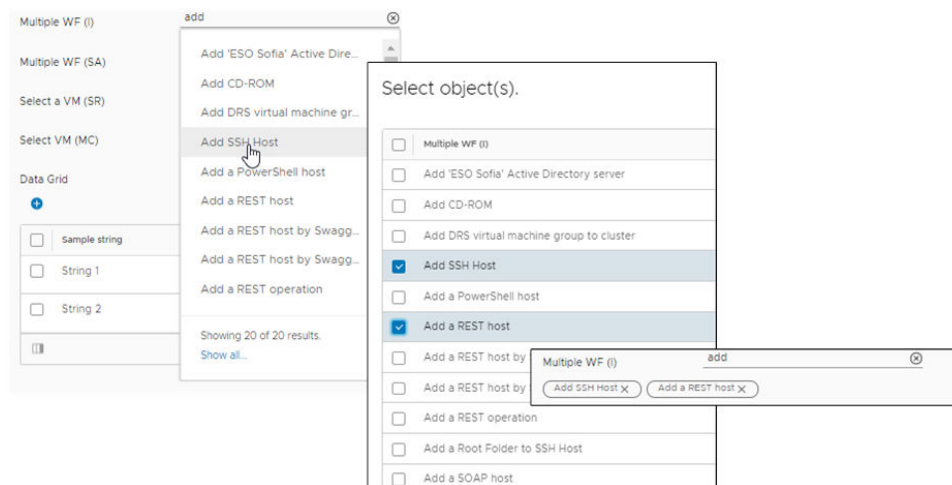 Multiple WF (I)
add
Multiple WF (SA)
Select a VM (SR)
Select VM (MC)
Data Grid
Sample string
String 1
String 2
Add 'ESO Sofia' Active Dire...
Add CD-ROM
Add DRS virtual machine gr...
Add SSH Host
Add a PowerShell host
Add a REST host
Add a REST host by Swagg...
Add a REST host by Swagg...
Add a REST operation
Showing 20 of 20 results.
Show all...
Select object(s).
Multiple WF (I)
Add 'ESO Sofia' Active Directory server
Add CD-ROM
Add DRS virtual machine group to cluster
Add SSH Host
Add a PowerShell host
Add a REST host
Add a REST host by
Add a REST host by
Add a REST operation
Add a Root Folder to SSH Host
Add a SOAP host
Multiple WF (I)
add
Add SSH Host
Add a REST host